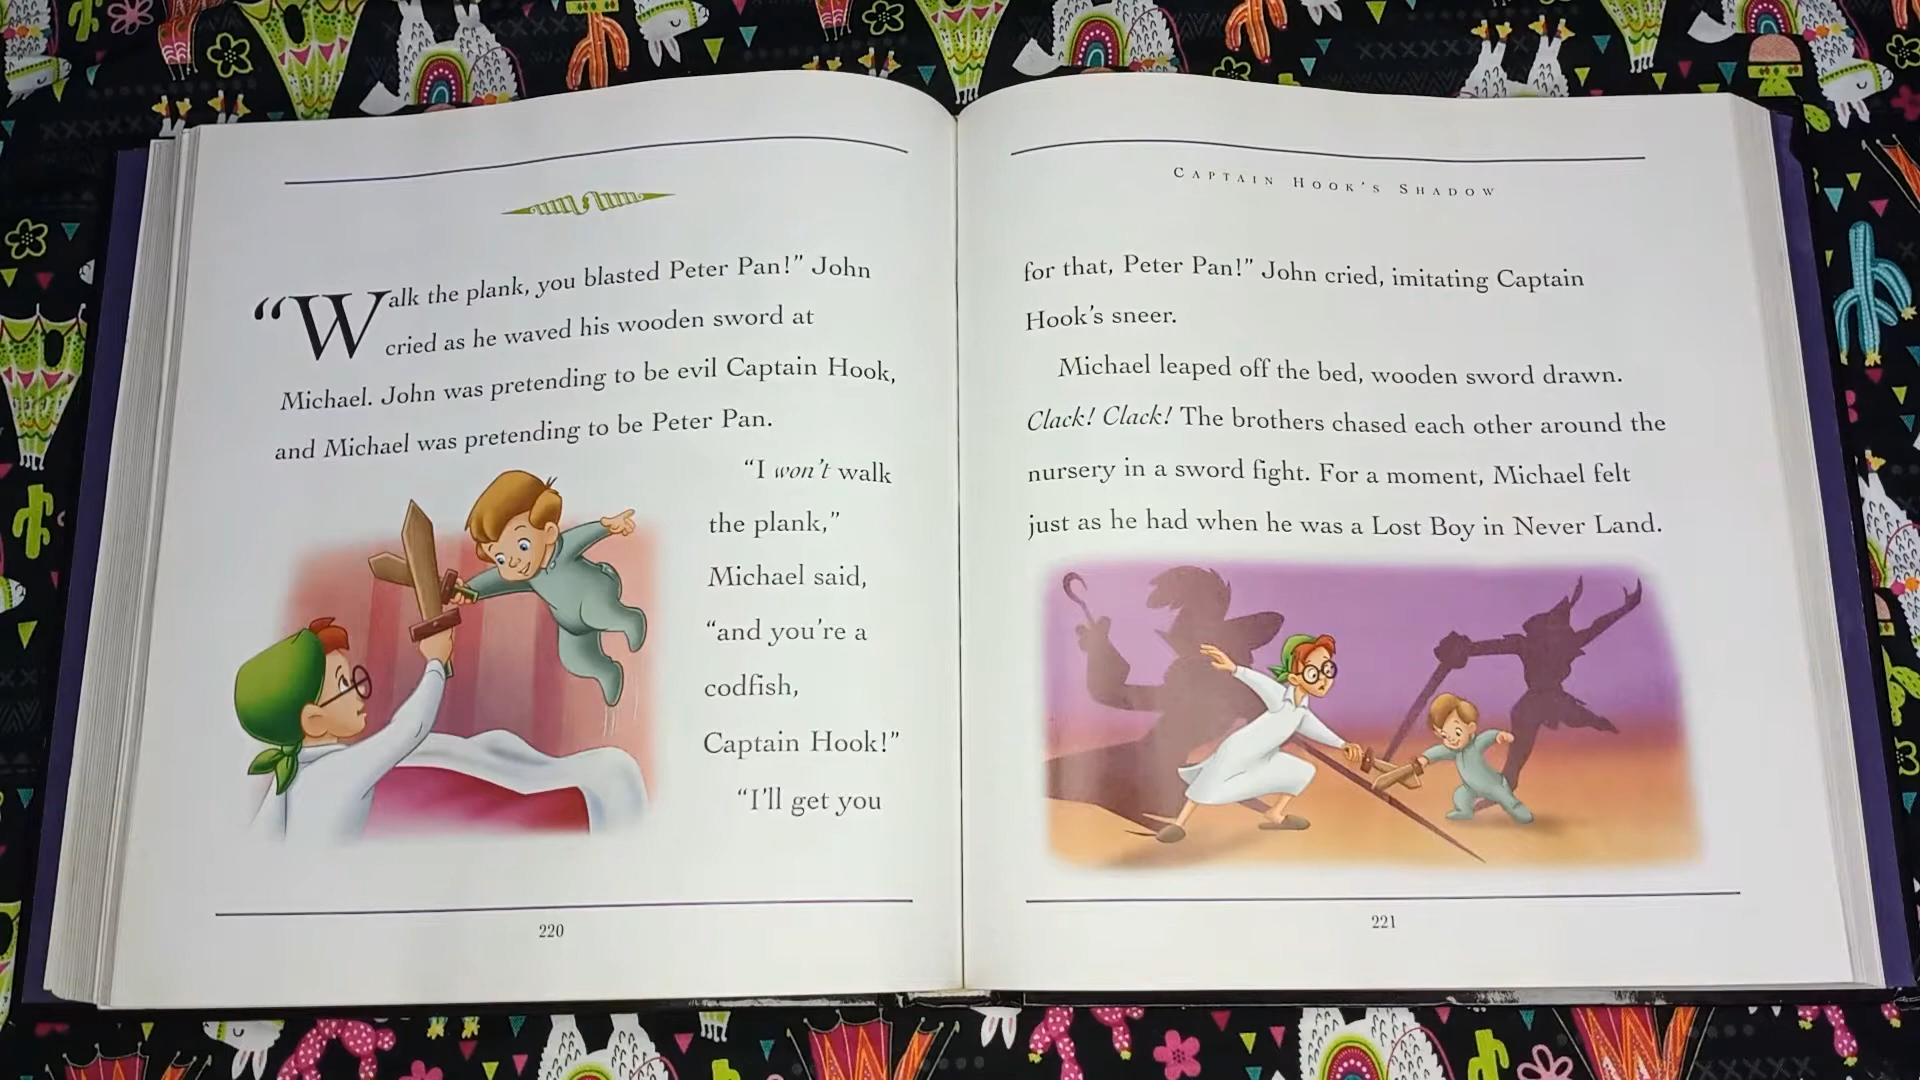 “Walk the plank, you blasted Peter Pan!” John
cried as he waved his wooden sword at
Michael. John was pretending to be evil Captain Hook,
and Michael was pretending to be Peter Pan.
“I won’t walk
the plank,”
Michael said,
“and you’re a
codfish,
Captain Hook!”
“I’ll get you
220
Captain Hook’s Shadow
for that, Peter Pan!” John cried, imitating Captain
Hook’s sneer.
Michael leaped off the bed, wooden sword drawn.
Clack! Clack! The brothers chased each other around the
nursery in a sword fight. For a moment, Michael felt
just as he had when he was a Lost Boy in Never Land.
221